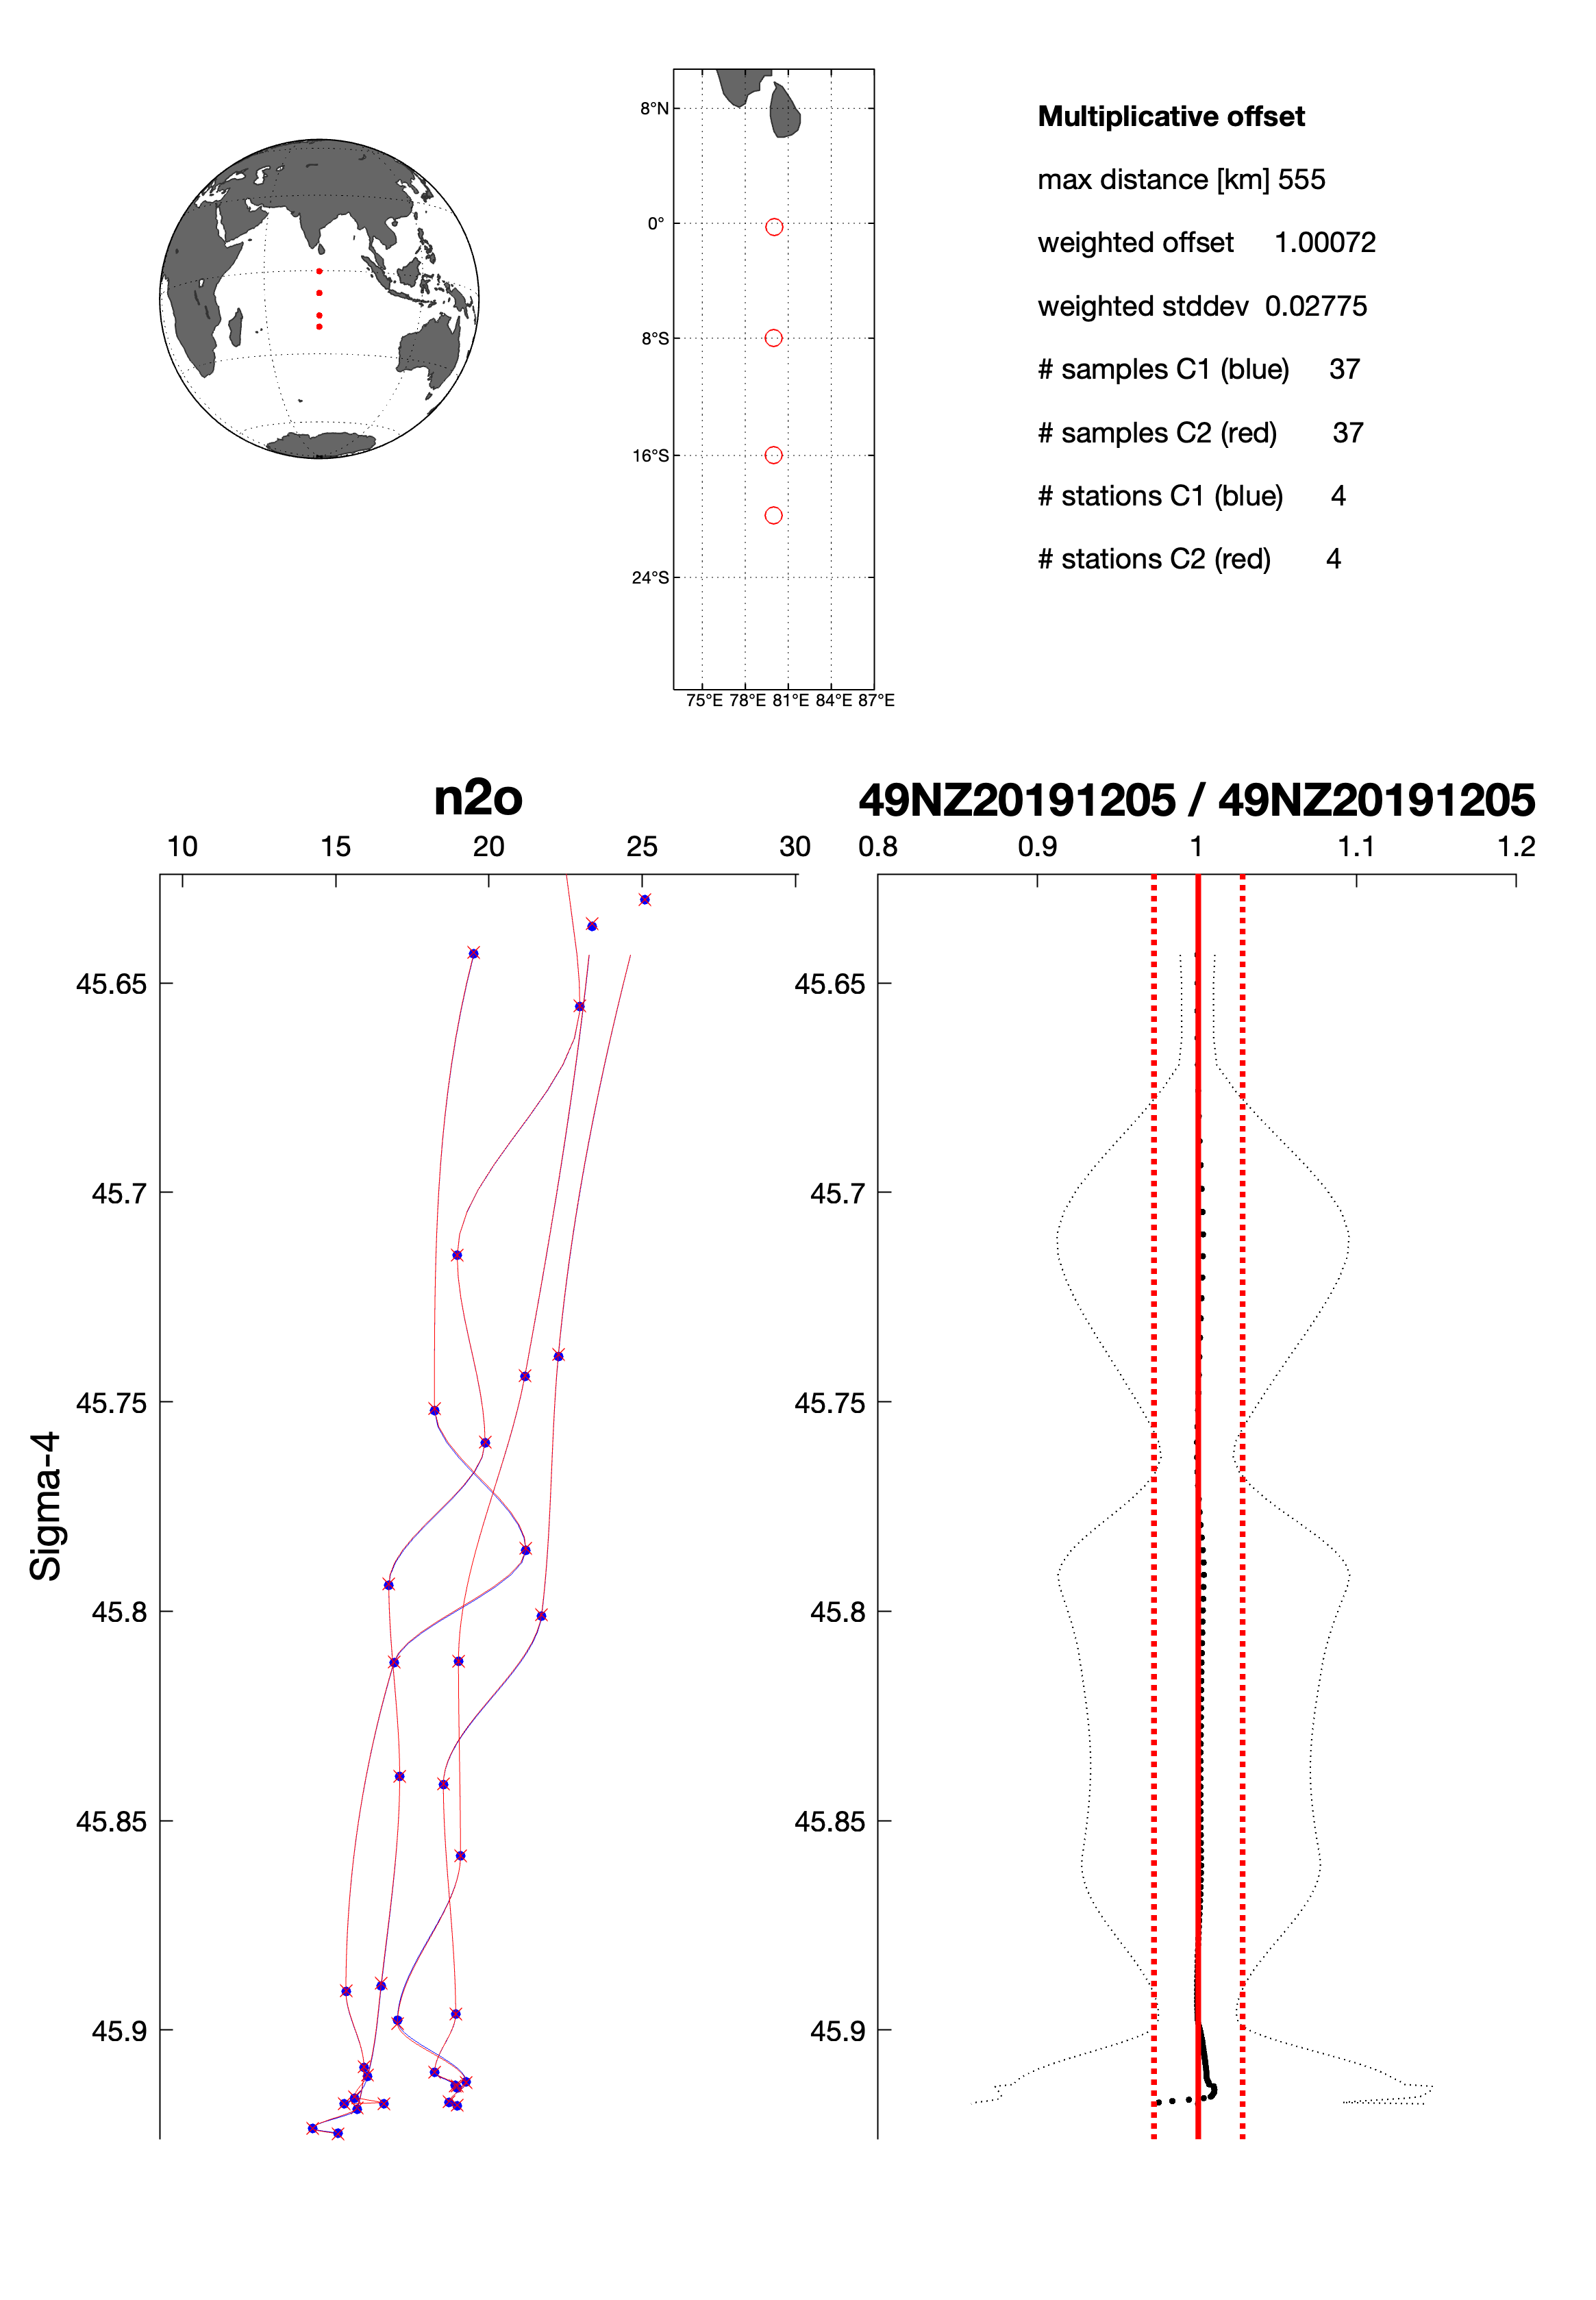 8°N
0°
8°S
16°S
24°S
75°E 78°E 81°E 84°E 87°E
Multiplicative offset
max distance [km] 555
weighted offset 1.00072
weighted stddev 0.02775
# samples C1 (blue) 37
# samples C2 (red) 37
# stations C1 (blue) 4
# stations C2 (red) 4
n2o
10 15 20 25 30
Sigma-4
45.65
45.7
45.75
45.8
45.85
45.9
49NZ20191205 / 49NZ20191205
0.8 0.9 1 1.1 1.2
45.65
45.7
45.75
45.8
45.85
45.9